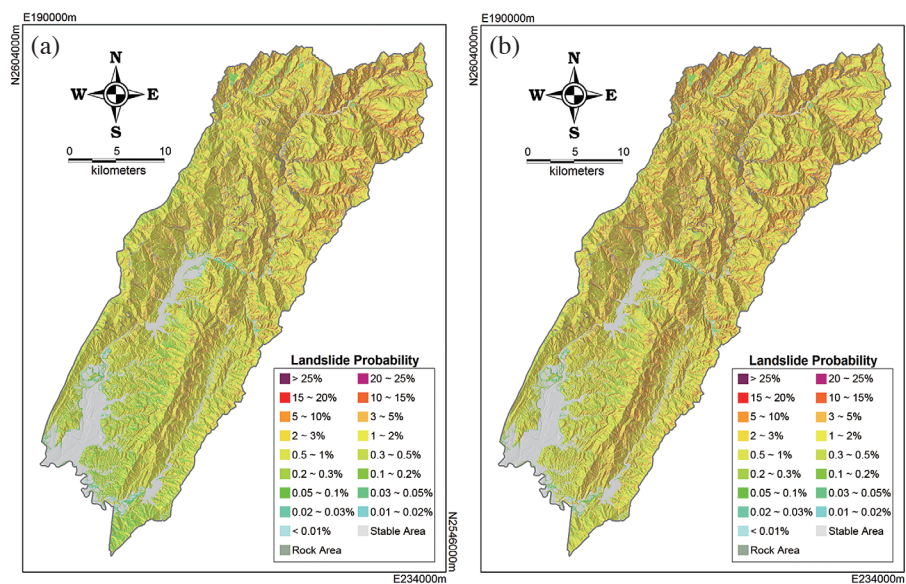 E190000m
N2604000m
(a)
N
W E
S
0 5 10
kilometers
Landslide Probability
> 25% 20 ~ 25%
15 ~ 20% 10 ~ 15%
5 ~ 10% 3 ~ 5%
2 ~ 3% 1 ~ 2%
0.5 ~ 1% 0.3 ~ 0.5%
0.2 ~ 0.3% 0.1 ~ 0.2%
0.05 ~ 0.1% 0.03 ~ 0.05%
0.02 ~ 0.03% 0.01 ~ 0.02%
< 0.01% Stable Area
Rock Area
N2546000m
E234000m
E190000m
N2604000m
(b)
N
W E
S
0 5 10
kilometers
Landslide Probability
> 25% 20 ~ 25%
15 ~ 20% 10 ~ 15%
5 ~ 10% 3 ~ 5%
2 ~ 3% 1 ~ 2%
0.5 ~ 1% 0.3 ~ 0.5%
0.2 ~ 0.3% 0.1 ~ 0.2%
0.05 ~ 0.1% 0.03 ~ 0.05%
0.02 ~ 0.03% 0.01 ~ 0.02%
< 0.01% Stable Area
Rock Area
E234000m